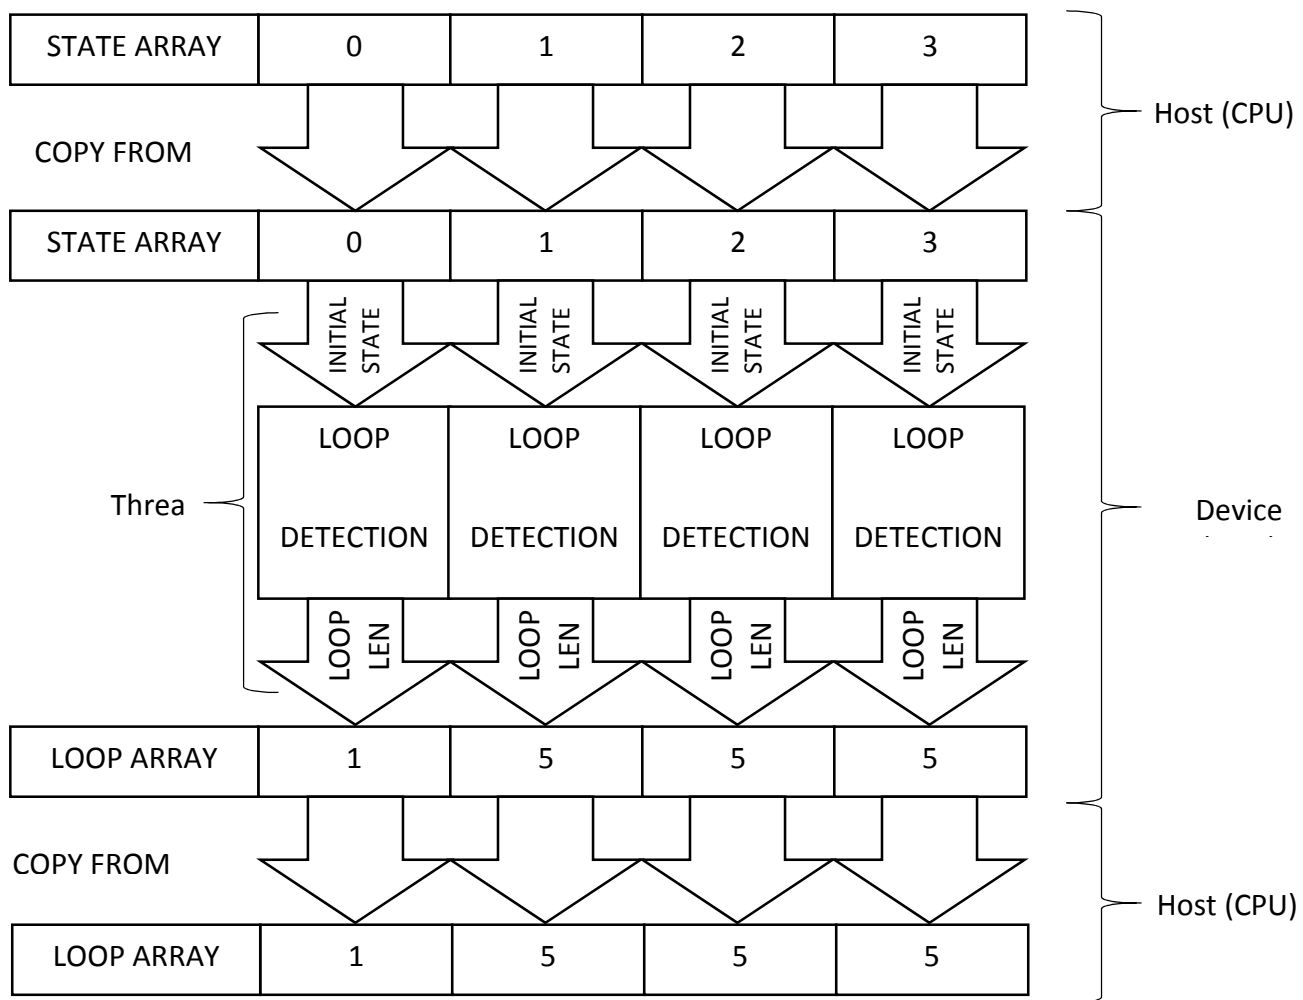 STATE ARRAY 0 1 2 3
Host (CPU)
COPY FROM
STATE ARRAY 0 1 2 3
INITIAL
STATE
INITIAL
STATE
INITIAL
STATE
INITIAL
STATE
LOOP LOOP LOOP LOOP
Threa
Device
DETECTION DETECTION DETECTION DETECTION
LOOP
LEN
LOOP
LEN
LOOP
LEN
LOOP
LEN
LOOP ARRAY 1 5 5 5
COPY FROM
Host (CPU)
LOOP ARRAY 1 5 5 5